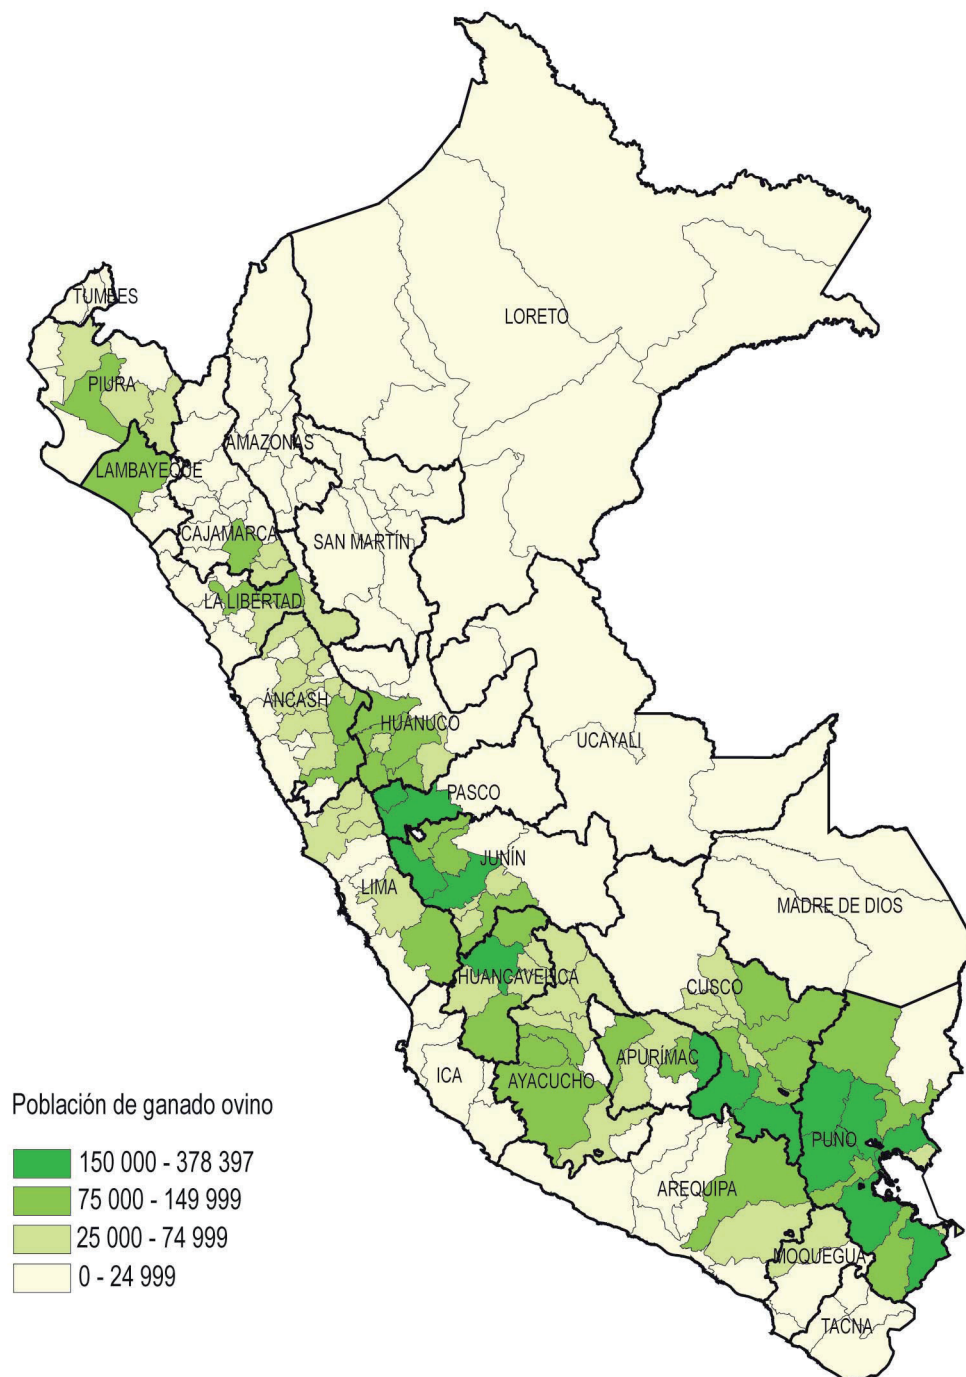 TUMBES
LORETO
PIURA
AMAZONAS
LAMBAYEQUE
CAJAMARCA
SAN MARTÍN
LA LIBERTAD
ÁNCASH
HUÁNUCO
UCAYALI
PASCO
JUNÍN
LIMA
MADRE DE DIOS
HUANCAVELICA
CUSCO
APURÍMAC
ICA
AYACUCHO
PUNO
AREQUIPA
MOQUEGUA
TACNA
Población de ganado ovino
150 000 - 378 397
75 000 - 149 999
25 000 - 74 999
0 - 24 999